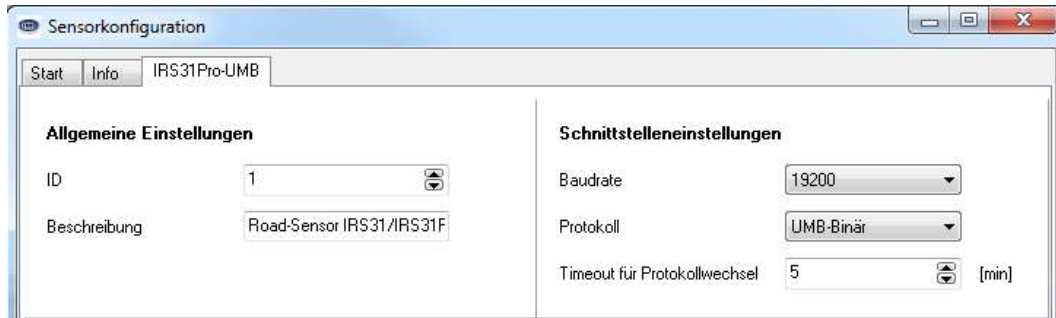 Sensorkonfiguration
Start Info IRS31Pro-UMB
Allgemeine Einstellungen
ID 1
Beschreibung Road-Sensor IRS31/IRS31F
Schnittstelleneinstellungen
Baudrate 19200
Protokoll UMB-Binär
Timeout für Protokollwechsel 5 [min]